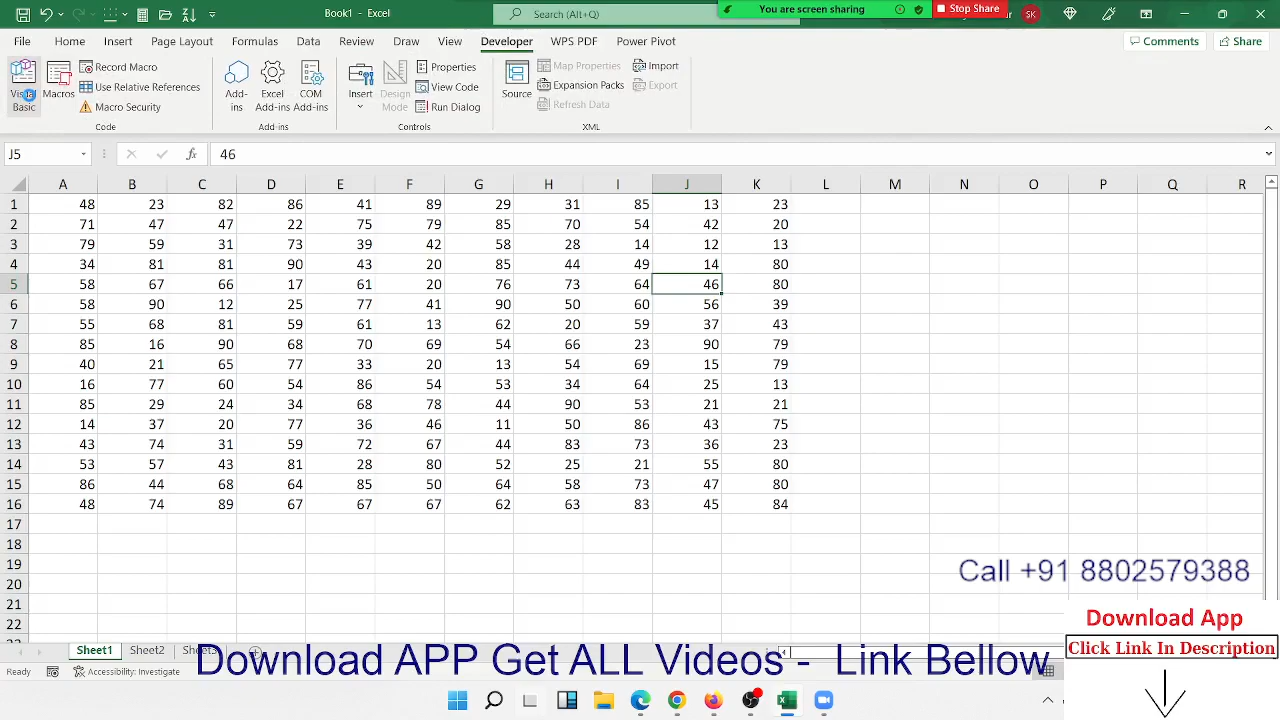 Book1 - Excel
Search (Alt+Q)
You are screen sharing
Stop Share
SK
File Home Insert Page Layout Formulas Data Review View Draw Developer WPS PDF Power Pivot
Comments Share
Visual Basic
Macros
Record Macro
Use Relative References
Macro Security
Code
Add-ins
Excel Add-ins
COM Add-ins
Add-ins
Insert
Design Mode
Properties
View Code
Run Dialog
Controls
Source
Map Properties
Expansion Packs
Refresh Data
Import
Export
XML
J5
fx
46
A B C D E F G H I J K L M N O P Q R
1 48 23 82 86 41 89 29 31 85 13 23
2 71 47 47 22 75 79 85 70 54 42 20
3 79 59 31 73 39 42 58 28 14 12 13
4 34 81 81 90 43 20 85 44 49 14 80
5 58 67 66 17 61 20 76 73 64 46 80
6 58 90 12 25 77 41 90 50 60 56 39
7 55 68 81 59 61 13 62 20 59 37 43
8 85 16 90 68 70 69 54 66 23 90 79
9 40 21 65 77 33 20 13 54 69 15 79
10 16 77 60 54 86 54 53 34 64 25 13
11 85 29 24 34 68 78 44 90 53 21 21
12 14 37 20 77 36 46 11 50 86 43 75
13 43 74 31 59 72 67 44 83 73 36 23
14 53 57 43 81 28 80 52 25 21 55 80
15 86 44 68 64 85 50 64 58 73 47 80
16 48 74 89 67 67 67 62 63 83 45 84
17
18
19
20
21
22
Call +91 8802579388
Download App
Click Link In Description
Sheet1 Sheet2 Sheet3
Download APP Get ALL Videos - Link Bellow
Ready
Accessibility: Investigate